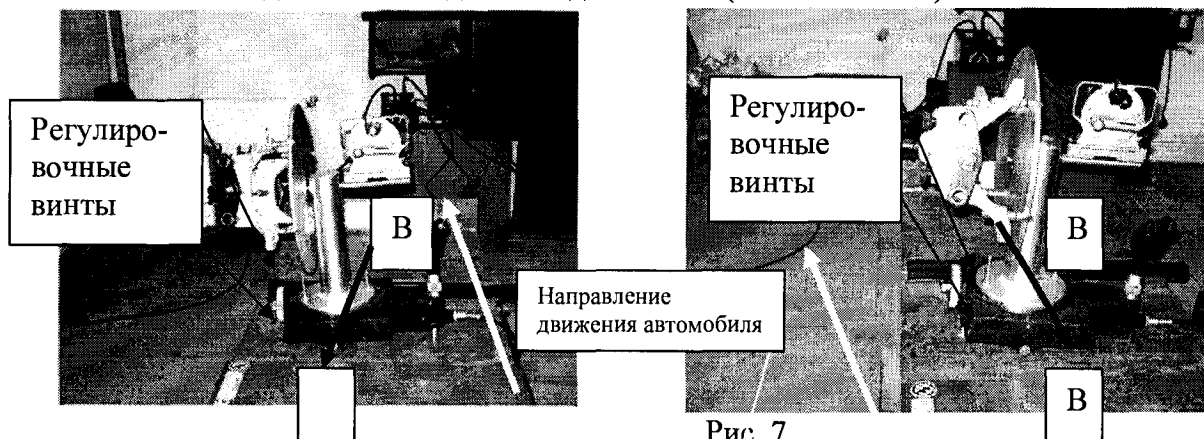 Регулиро-
вочные
винты
В
Направление
движения автомобиля
Регулиро-
вочные
винты
В
В
Рис. 7